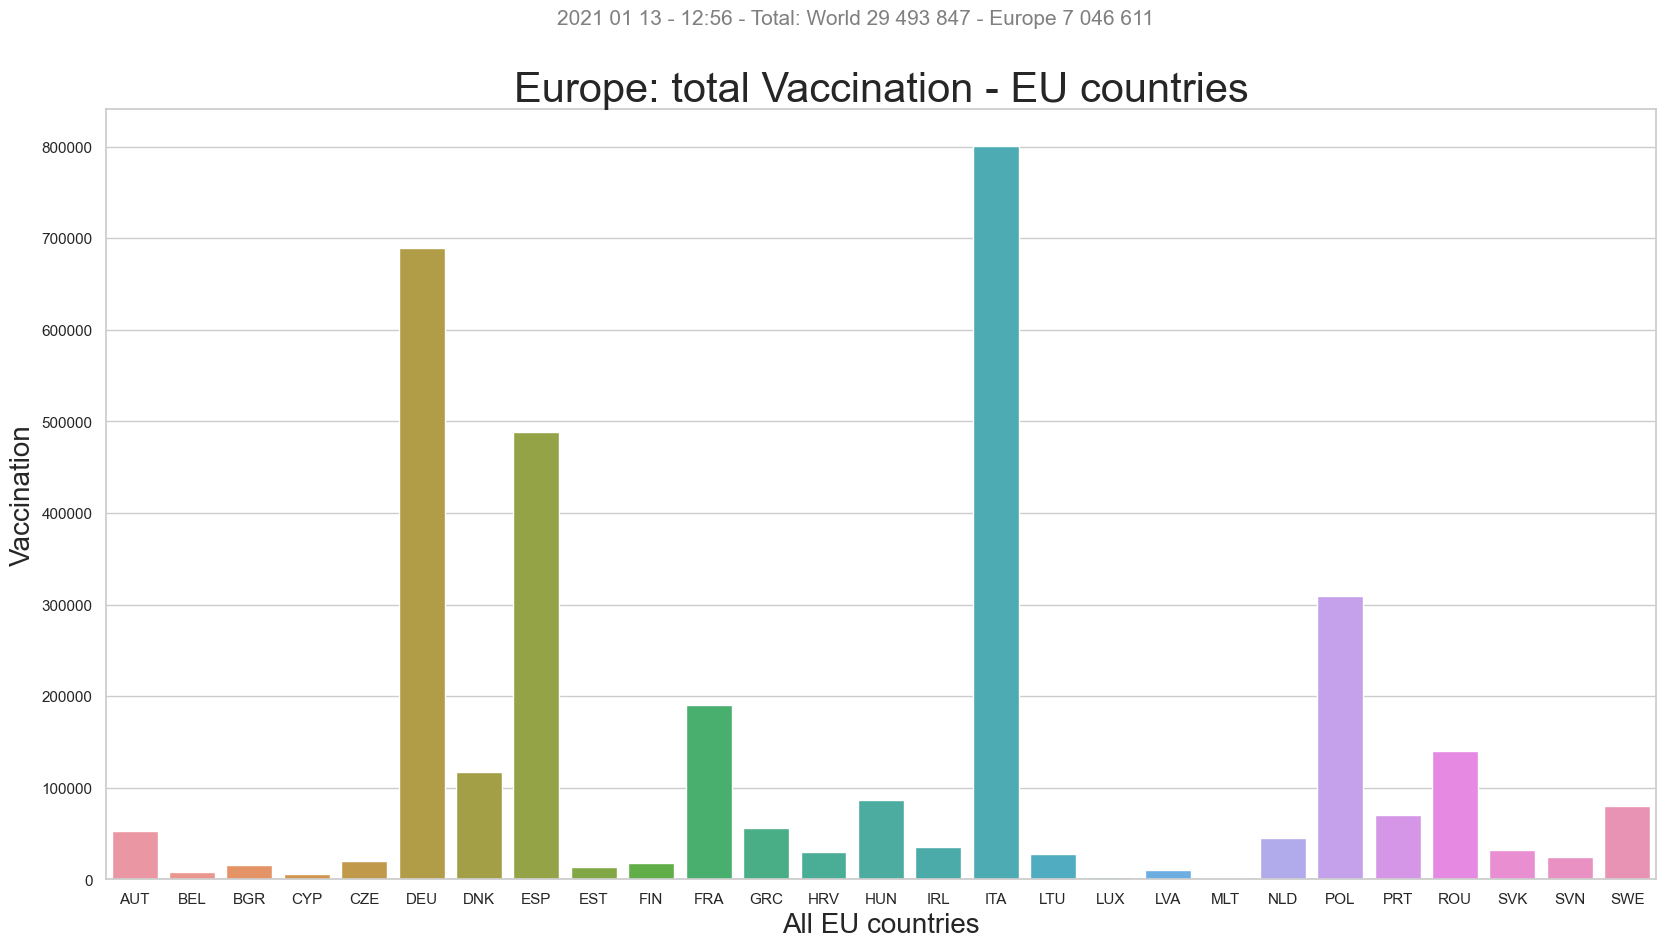 2021 01 13 - 12:56 - Total: World 29 493 847 - Europe 7 046 611
Europe: total Vaccination - EU countries
800000
700000
600000
500000
400000
300000
200000
100000
0
Vaccination
AUT BEL BGR CYP CZE DEU DNK ESP EST FIN FRA GRC HRV HUN IRL ITA LTU LUX LVA MLT NLD POL PRT ROU SVK SVN SWE
All EU countries